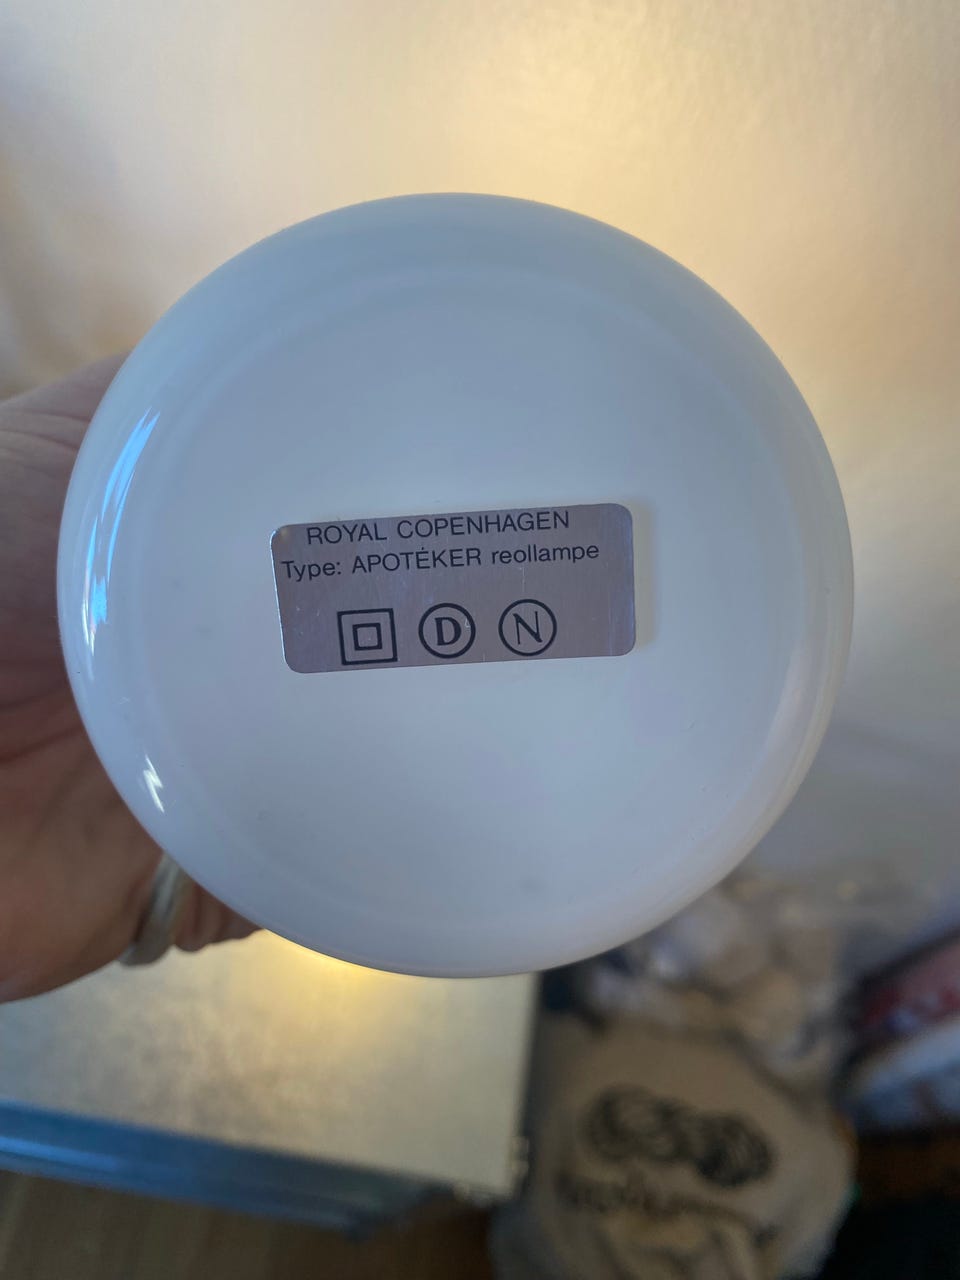 ROYAL COPENHAGEN
Type: APOTÉKER reollampe
D N